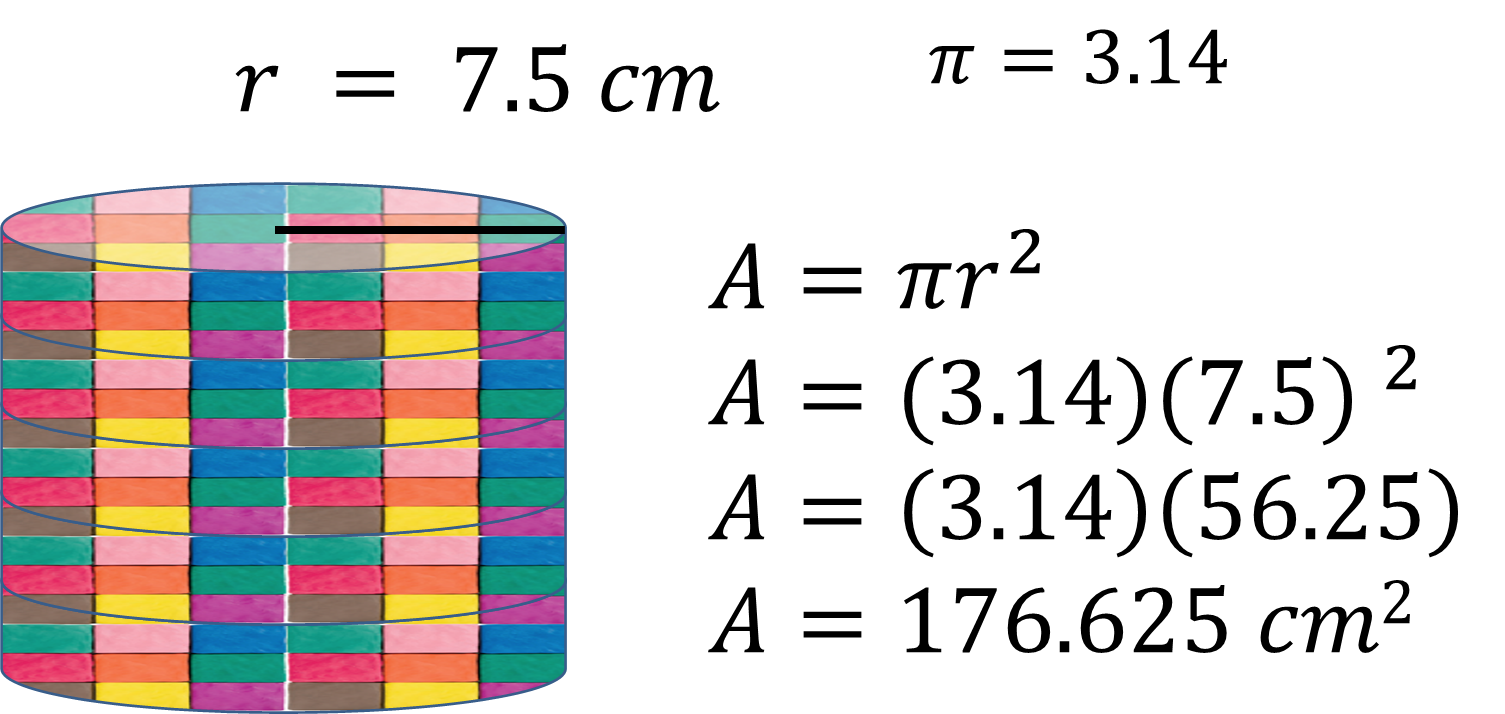 r = 7.5 cm
π = 3.14
A = πr²
A = (3.14)(7.5) ²
A = (3.14)(56.25)
A = 176.625 cm²